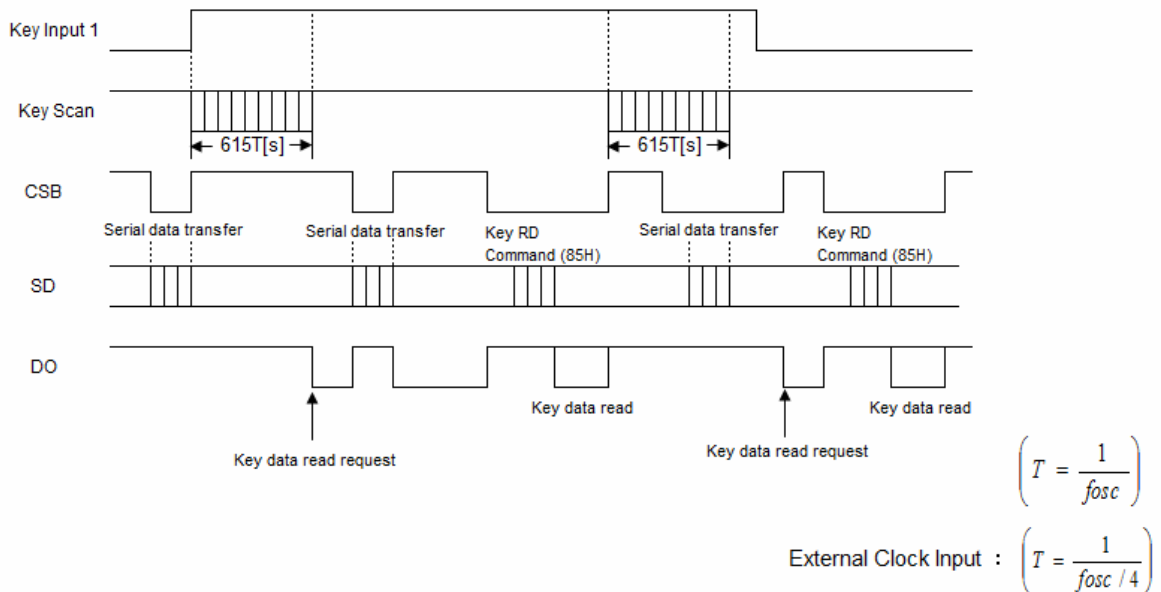 Key Input 1
Key Scan
615T[s]
615T[s]
CSB
Serial data transfer
Serial data transfer
Key RD
Command (85H)
Serial data transfer
Key RD
Command (85H)
SD
DO
Key data read
Key data read
Key data read request
Key data read request
(T = 1/fosc)
External Clock Input : (T = 1/fosc / 4)